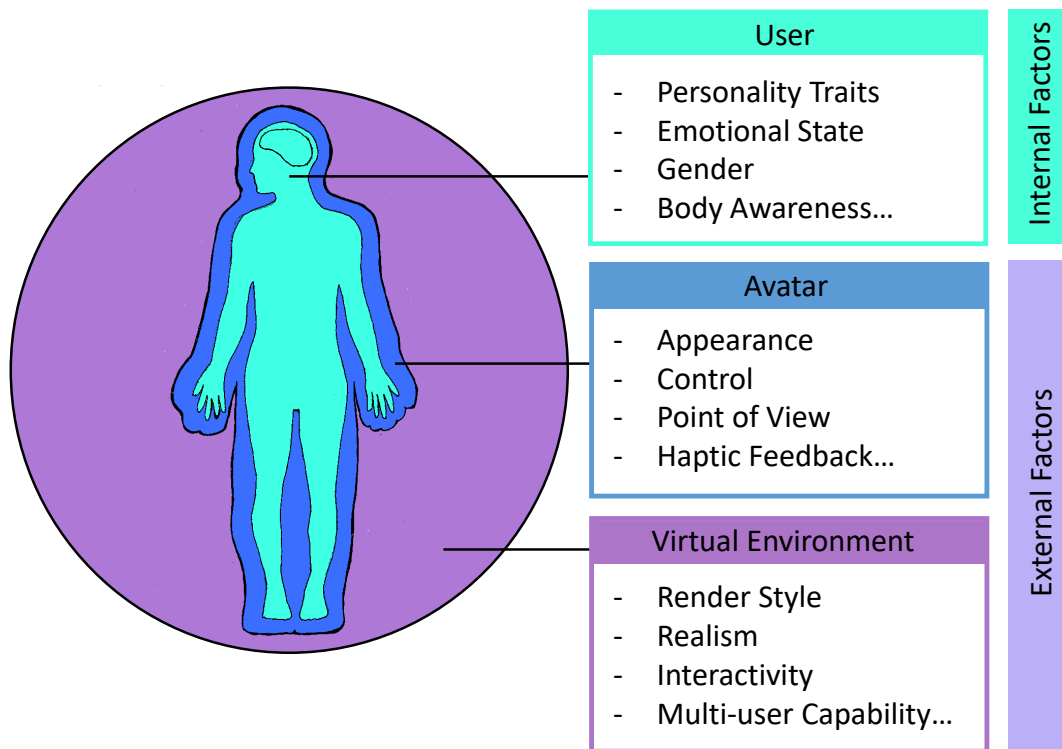 User
- Personality Traits
- Emotional State
- Gender
- Body Awareness…
Internal Factors
Avatar
- Appearance
- Control
- Point of View
- Haptic Feedback…
Virtual Environment
- Render Style
- Realism
- Interactivity
- Multi-user Capability…
External Factors